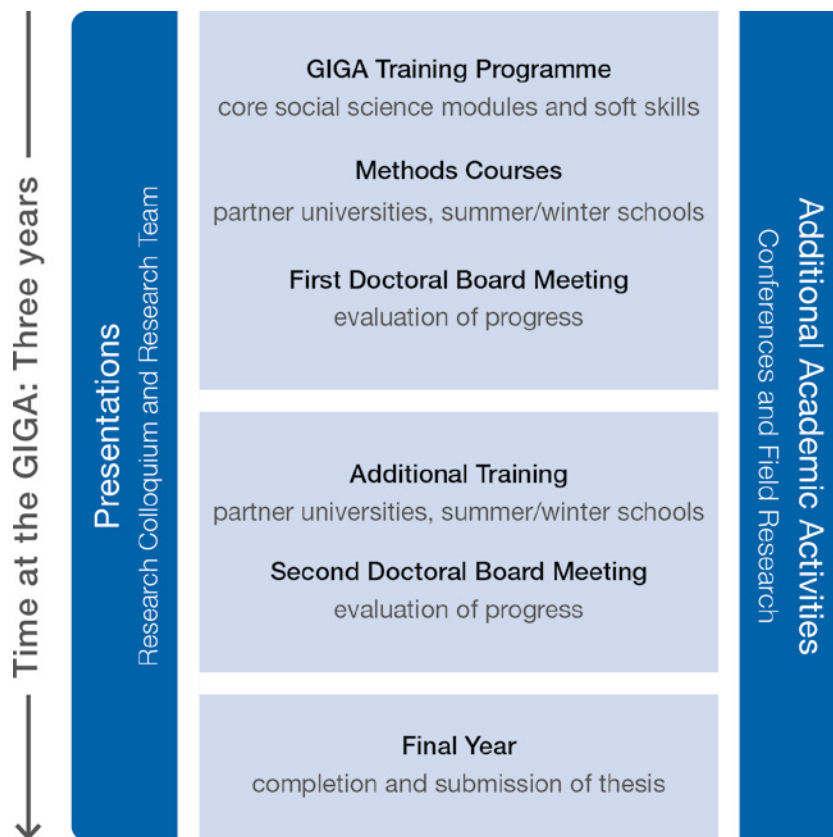 Time at the GIGA: Three years
Presentations
Research Colloquium and Research Team
GIGA Training Programme
core social science modules and soft skills
Methods Courses
partner universities, summer/winter schools
First Doctoral Board Meeting
evaluation of progress
Additional Training
partner universities, summer/winter schools
Second Doctoral Board Meeting
evaluation of progress
Final Year
completion and submission of thesis
Additional Academic Activities
Conferences and Field Research